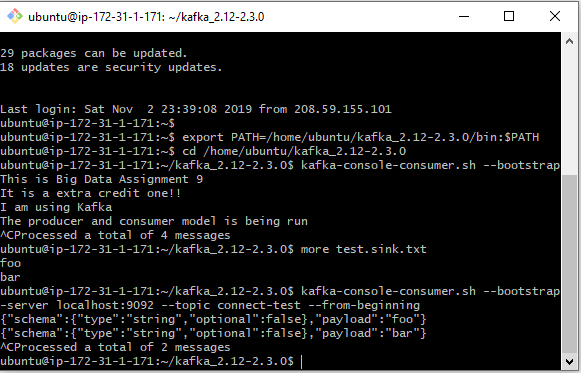 ubuntu@ip-172-31-1-171: ~/kafka_2.12-2.3.0
29 packages can be updated.
18 updates are security updates.
Last login: Sat Nov  2 23:39:08 2019 from 208.59.155.101
ubuntu@ip-172-31-1-171:~$
ubuntu@ip-172-31-1-171:~$ export PATH=/home/ubuntu/kafka_2.12-2.3.0/bin:$PATH
ubuntu@ip-172-31-1-171:~$ cd /home/ubuntu/kafka_2.12-2.3.0
ubuntu@ip-172-31-1-171:~/kafka_2.12-2.3.0$ kafka-console-consumer.sh --bootstrap
This is Big Data Assignment 9
It is a extra credit one!!
I am using Kafka
The producer and consumer model is being run
^CProcessed a total of 4 messages
ubuntu@ip-172-31-1-171:~/kafka_2.12-2.3.0$ more test.sink.txt
foo
bar
ubuntu@ip-172-31-1-171:~/kafka_2.12-2.3.0$ kafka-console-consumer.sh --bootstrap
-server localhost:9092 --topic connect-test --from-beginning
{"schema":{"type":"string","optional":false},"payload":"foo"}
{"schema":{"type":"string","optional":false},"payload":"bar"}
^CProcessed a total of 2 messages
ubuntu@ip-172-31-1-171:~/kafka_2.12-2.3.0$